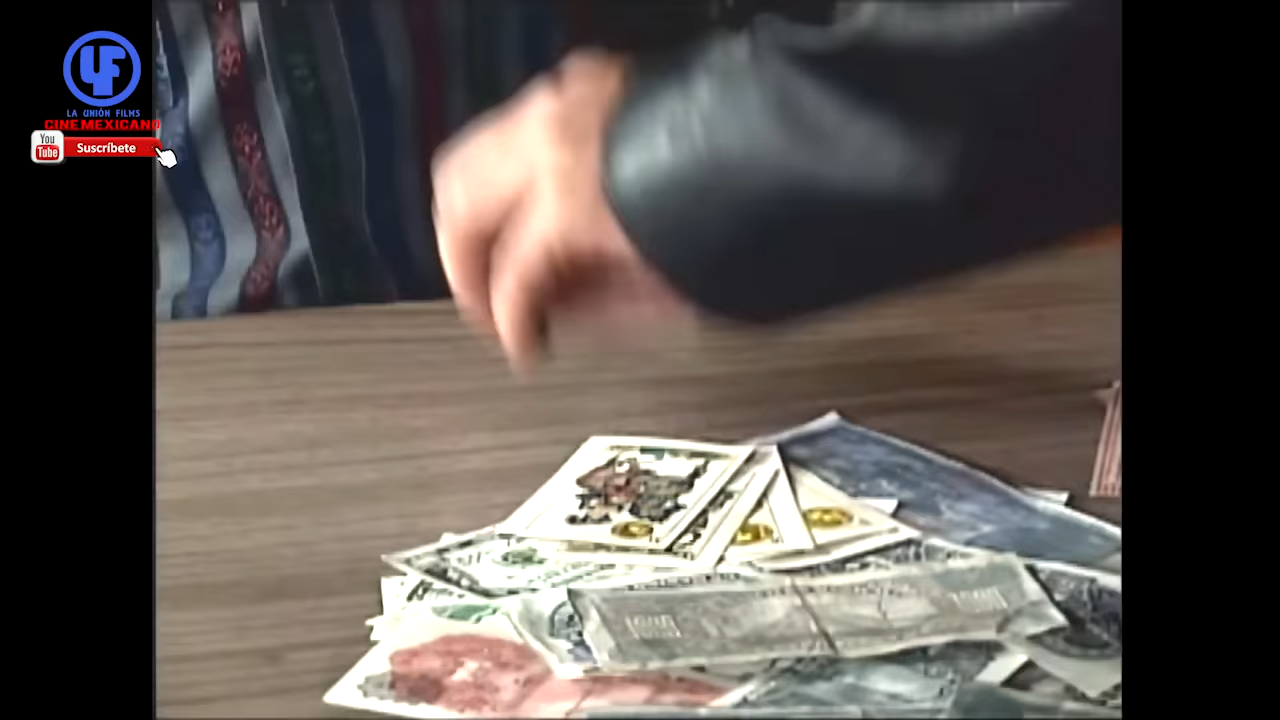 LA UNIÓN FILMS
CINEMEXICANO
You
Tube
Suscríbete